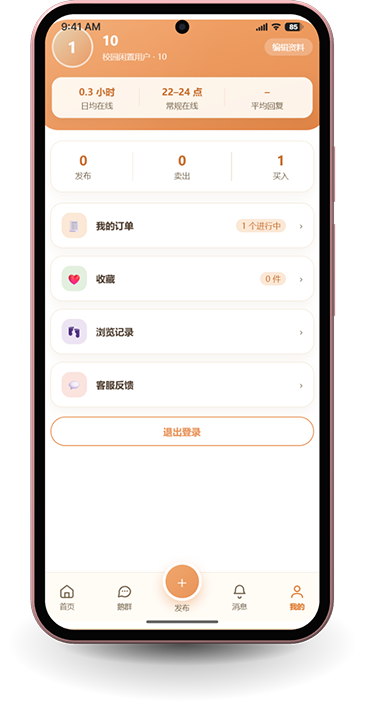 9:41 AM
85
1
10
校园闲置用户 · 10
编辑资料
0.3 小时
22–24 点
–
日均在线
常规在线
平均回复
0
0
1
发布
卖出
买入
我的订单
1 个进行中
›
收藏
0 件
›
浏览记录
›
客服反馈
›
退出登录
+
首页
鹅群
发布
消息
我的